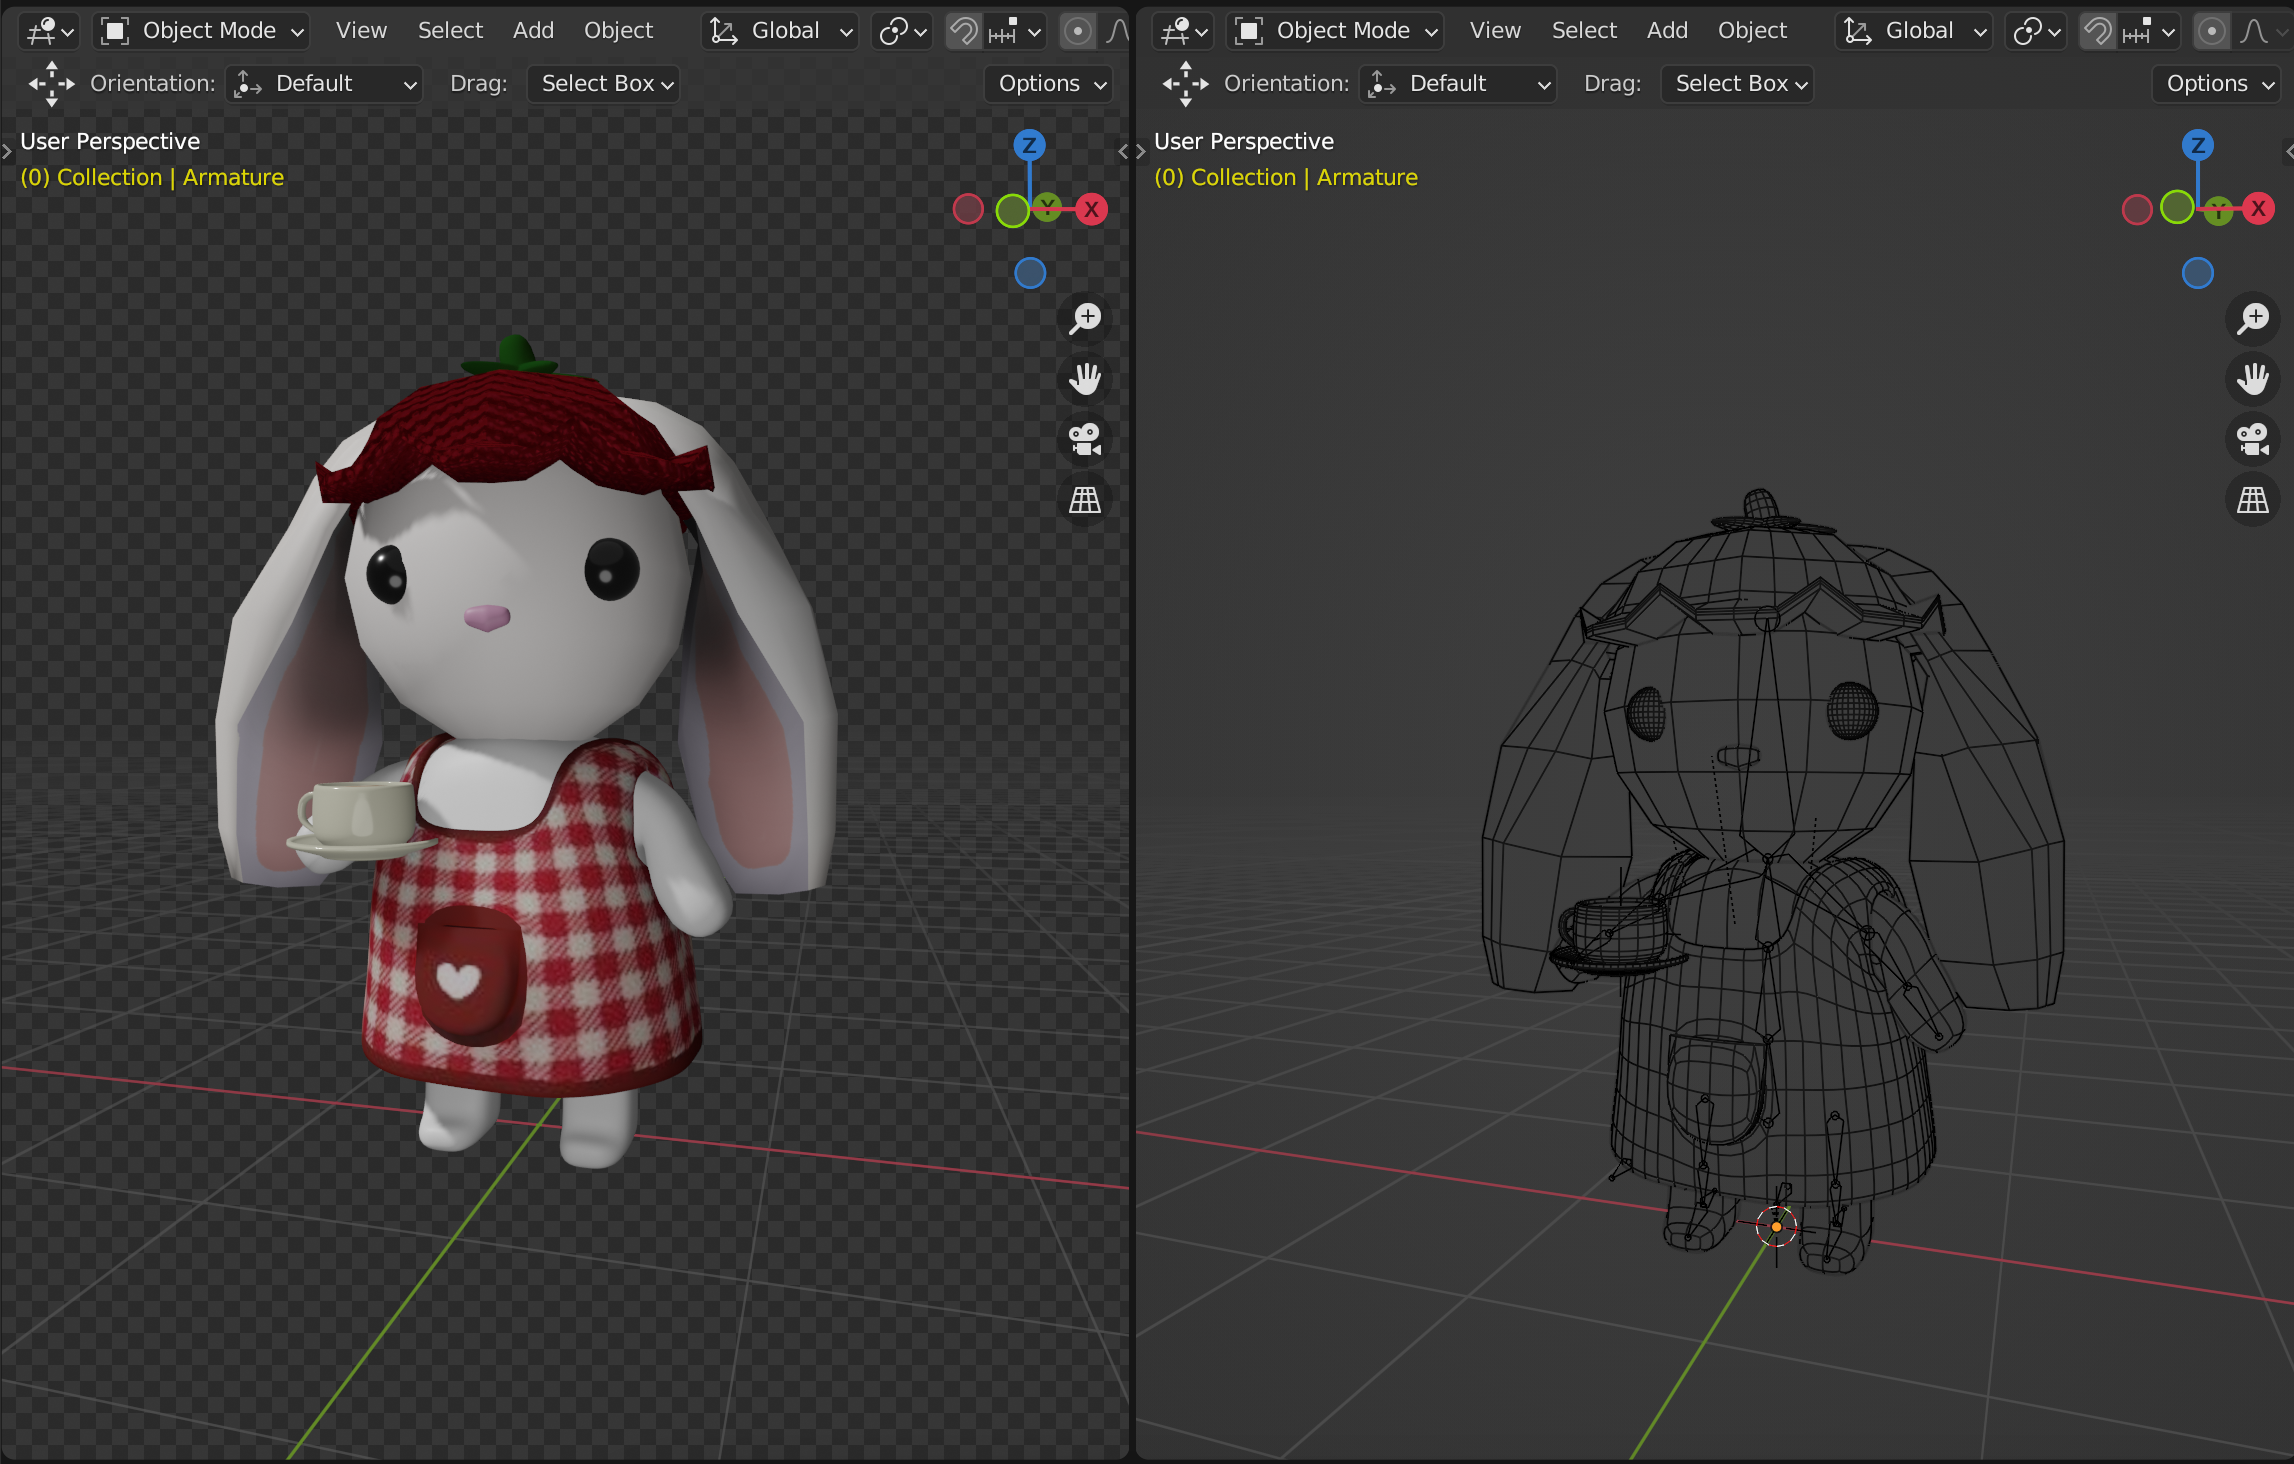 Object Mode View Select Add Object Global
Orientation: Default Drag: Select Box Options
User Perspective
(0) Collection | Armature
Z
Y
X
Object Mode View Select Add Object Global
Orientation: Default Drag: Select Box Options
User Perspective
(0) Collection | Armature
Z
Y
X